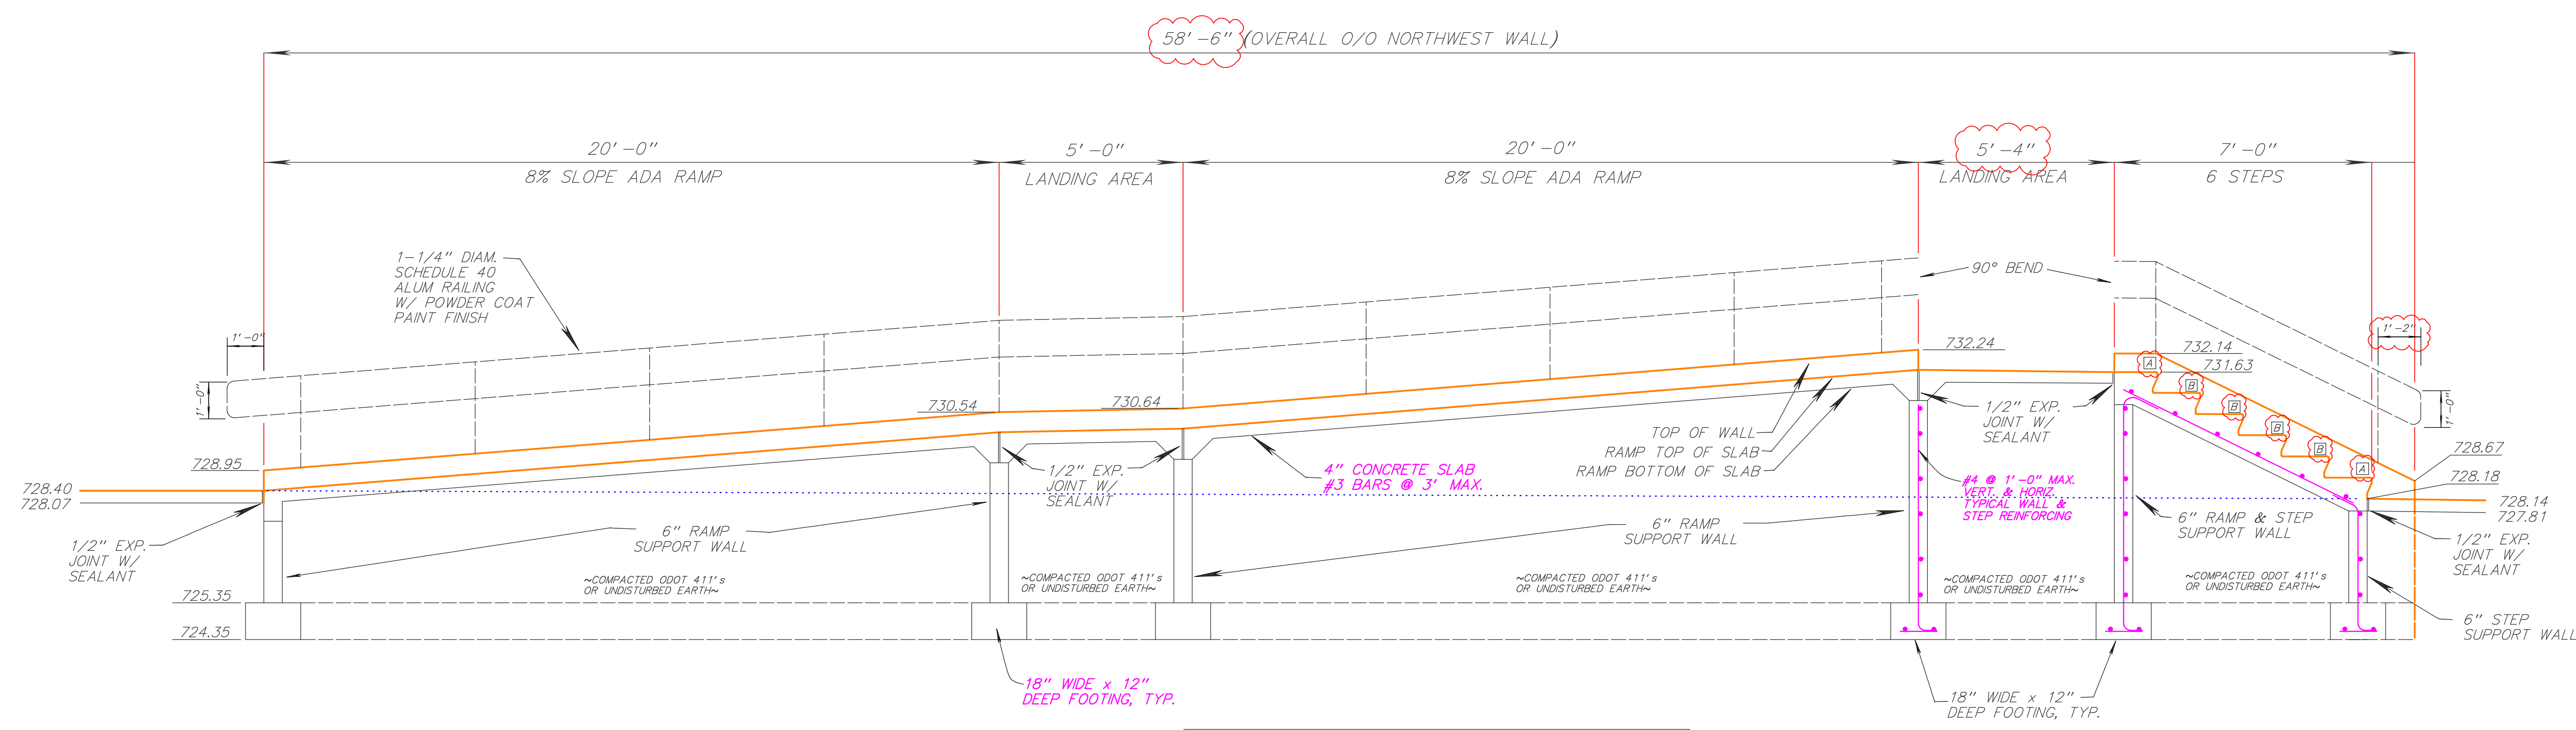 58'-6" (OVERALL O/O NORTHWEST WALL)
20'-0"
8% SLOPE ADA RAMP
5'-0"
LANDING AREA
20'-0"
8% SLOPE ADA RAMP
5'-4"
LANDING AREA
7'-0"
6 STEPS
1-1/4" DIAM.
SCHEDULE 40
ALUM RAILING
W/ POWDER COAT
PAINT FINISH
90° BEND
1'-0"
1'-0"
1'-2"
1'-0"
732.24
732.14
731.63
A
B
B
B
B
A
730.54
730.64
728.95
728.40
728.07
728.67
728.18
728.14
727.81
TOP OF WALL
RAMP TOP OF SLAB
RAMP BOTTOM OF SLAB
1/2" EXP.
JOINT W/
SEALANT
1/2" EXP.
JOINT W/
SEALANT
4" CONCRETE SLAB
#3 BARS @ 3' MAX.
#4 @ 1'-0" MAX.
VERT. & HORIZ.
TYPICAL WALL &
STEP REINFORCING
1/2" EXP.
JOINT W/
SEALANT
6" RAMP
SUPPORT WALL
6" RAMP
SUPPORT WALL
6" RAMP & STEP
SUPPORT WALL
1/2" EXP.
JOINT W/
SEALANT
~COMPACTED ODOT 411's
OR UNDISTURBED EARTH~
~COMPACTED ODOT 411's
OR UNDISTURBED EARTH~
~COMPACTED ODOT 411's
OR UNDISTURBED EARTH~
~COMPACTED ODOT 411's
OR UNDISTURBED EARTH~
~COMPACTED ODOT 411's
OR UNDISTURBED EARTH~
725.35
724.35
6" STEP
SUPPORT WALL
18" WIDE x 12"
DEEP FOOTING, TYP.
18" WIDE x 12"
DEEP FOOTING, TYP.